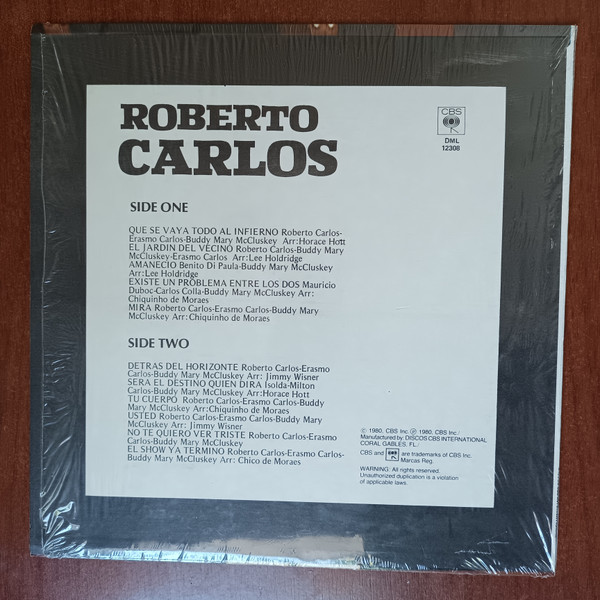 ROBERTO
CARLOS
CBS
DML
12308
SIDE ONE
QUE SE VAYA TODO AL INFIERNO Roberto Carlos-
Erasmo Carlos-Buddy Mary McCluskey Arr:Horace Hott
EL JARDIN DEL VECINO Roberto Carlos-Buddy Mary
McCluskey-Erasmo Carlos Arr:Lee Holdridge
AMANECIO Benito Di Paula-Buddy Mary McCluskey
Arr:Lee Holdridge
EXISTE UN PROBLEMA ENTRE LOS DOS Mauricio
Duboc-Carlos Colla-Buddy Mary McCluskey Arr:
Chiquinho de Moraes
MIRA Roberto Carlos-Erasmo Carlos-Buddy Mary
McCluskey Arr:Chiquinho de Moraes
SIDE TWO
DETRAS DEL HORIZONTE Roberto Carlos-Erasmo
Carlos-Buddy Mary McCluskey Arr: Jimmy Wisner
SERA EL DESTINO QUIEN DIRA Isolda-Milton
Carlos-Buddy Mary McCluskey Arr:Horace Hott
TU CUERPO Roberto Carlos-Erasmo Carlos-Buddy
Mary McCluskey Arr:Chiquinho de Moraes
USTED Roberto Carlos-Erasmo Carlos-Buddy Mary
McCluskey Arr: Jimmy Wisner
NO TE QUIERO VER TRISTE Roberto Carlos-Erasmo
Carlos-Buddy Mary McCluskey
EL SHOW YA TERMINO Roberto Carlos-Erasmo Carlos-
Buddy Mary McCluskey Arr: Chico de Moraes
© 1980, CBS Inc. ℗ 1980, CBS Inc.
Manufactured by: DISCOS CBS INTERNATIONAL
CORAL GABLES, FL.
CBS and CBS are trademarks of CBS Inc.
Marcas Reg.
WARNING: All rights reserved.
Unauthorized duplication is a violation
of applicable laws.